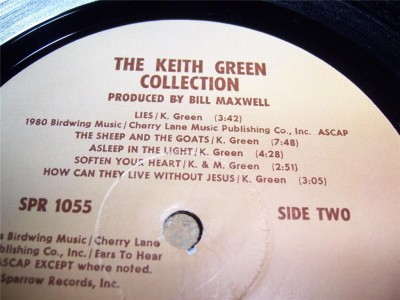 THE KEITH GREEN
COLLECTION
PRODUCED BY BILL MAXWELL
LIES/K. Green (3:42)
1980 Birdwing Music/Cherry Lane Music Publishing Co., Inc. ASCAP
THE SHEEP AND THE GOATS/K. Green (7:48)
ASLEEP IN THE LIGHT/K. Green (4:28)
SOFTEN YOUR HEART/K. & M. Green (2:51)
HOW CAN THEY LIVE WITHOUT JESUS/K. Green (3:05)
SPR 1055
SIDE TWO
Birdwing Music/Cherry Lane
Publishing Co., Inc./Ears To Hear
ASCAP EXCEPT where noted.
Sparrow Records, Inc.